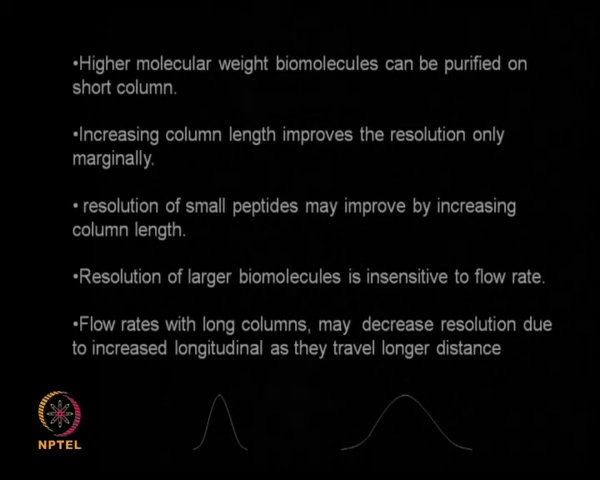 •Higher molecular weight biomolecules can be purified on
short column.
•Increasing column length improves the resolution only
marginally.
• resolution of small peptides may improve by increasing
column length.
•Resolution of larger biomolecules is insensitive to flow rate.
•Flow rates with long columns, may decrease resolution due
to increased longitudinal as they travel longer distance
NPTEL